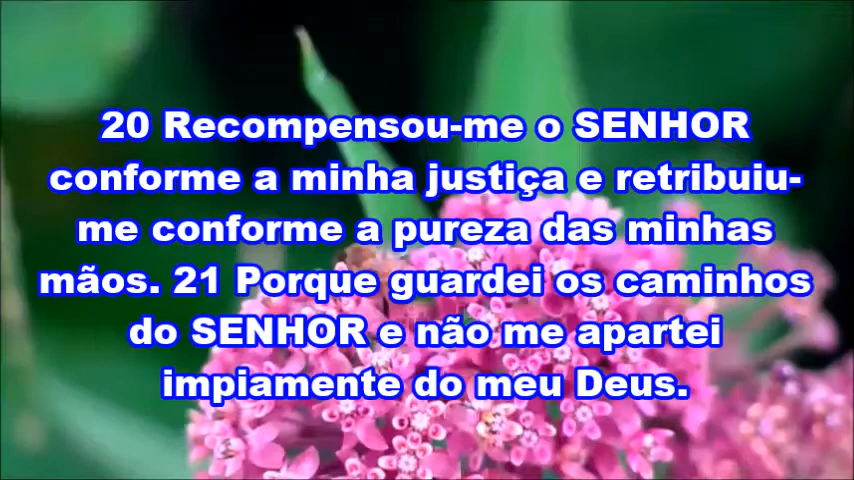 20 Recompensou-me o SENHOR
conforme a minha justiça e retribuiu-
me conforme a pureza das minhas
mãos. 21 Porque guardei os caminhos
do SENHOR e não me apartei
impiamente do meu Deus.